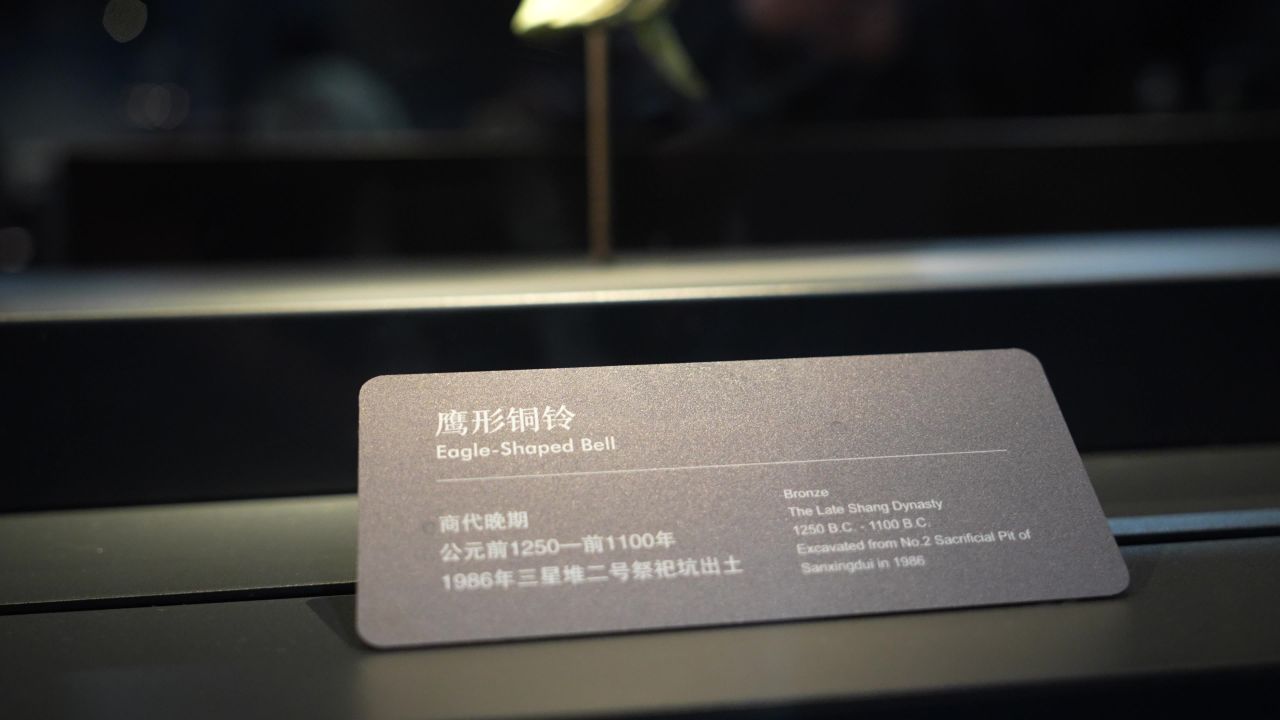 鹰形铜铃
Eagle-Shaped Bell
商代晚期
公元前1250—前1100年
1986年三星堆二号祭祀坑出土
Bronze
The Late Shang Dynasty
1250 B.C. - 1100 B.C.
Excavated from No.2 Sacrificial Pit of
Sanxingdui in 1986